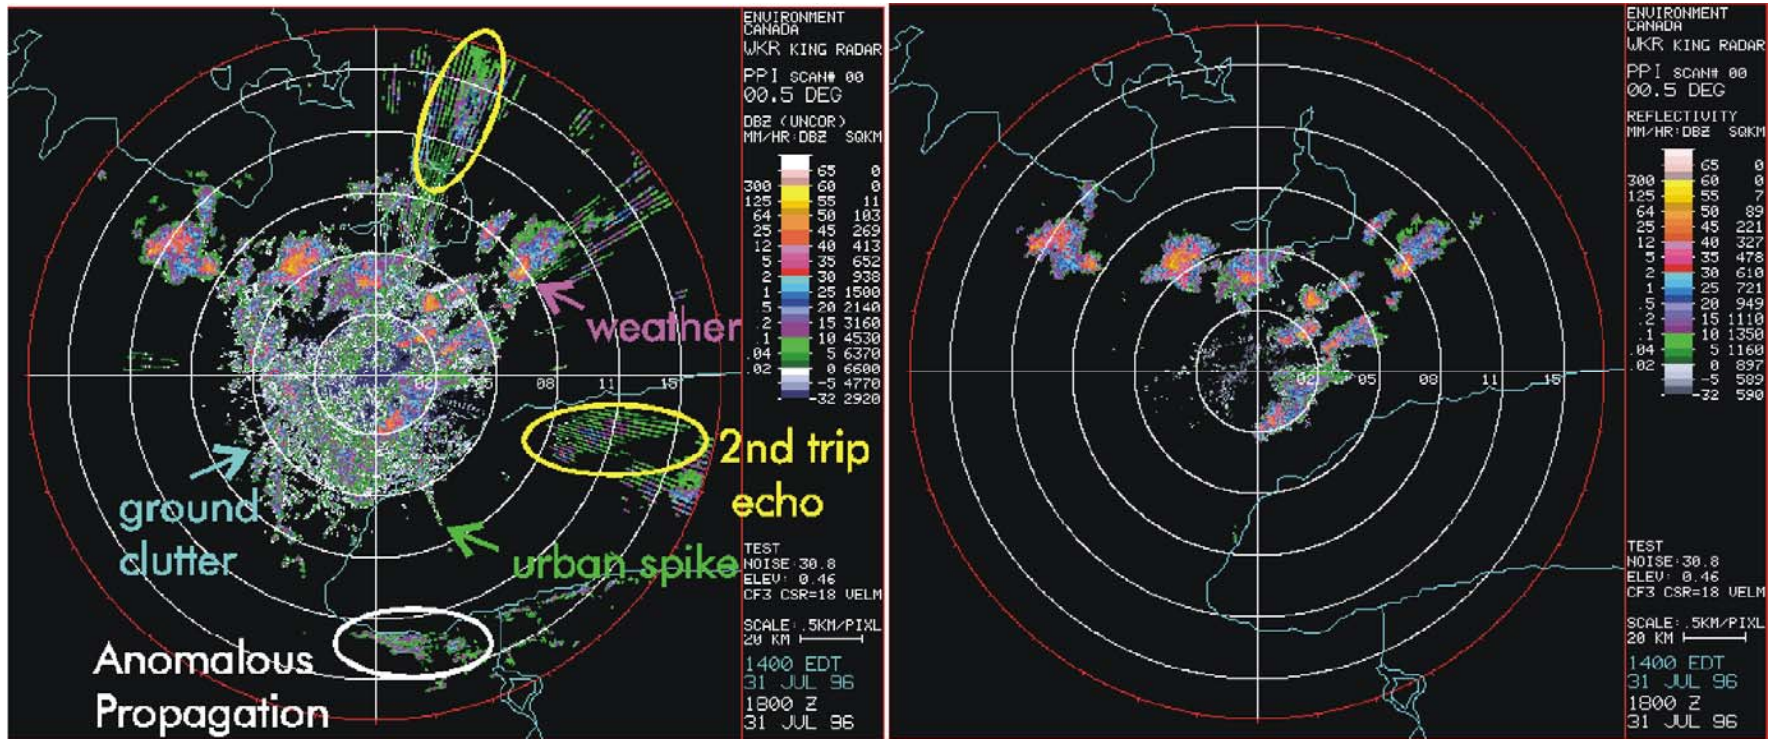 ENVIRONMENT
CANADA
WKR KING RADAR
PPI SCAN# 00
00.5 DEG
DBZ (UNCOR)
MM/HR:DBZ SQKM
65 0
300 60 0
125 55 11
64 50 103
25 45 269
12 40 413
5 35 652
2 30 938
1 25 1500
.5 20 2140
.2 15 3160
.1 10 4530
.04 5 6370
.02 0 6600
-5 4770
-32 2920
02 05 08 11 15
weather
2nd trip
echo
ground
clutter
urban spike
Anomalous
Propagation
TEST
NOISE:30.8
ELEV: 0.46
CF3 CSR=18 VELM
SCALE:.5KM/PIXL
20 KM
1400 EDT
31 JUL 96
1800 Z
31 JUL 96
ENVIRONMENT
CANADA
WKR KING RADAR
PPI SCAN# 00
00.5 DEG
REFLECTIVITY
MM/HR:DBZ SQKM
65 0
300 60 0
125 55 7
64 50 89
25 45 221
12 40 327
5 35 478
2 30 610
1 25 721
.5 20 949
.2 15 1110
.1 10 1350
.04 5 1160
.02 0 897
-5 589
-32 590
02 05 08 11 15
TEST
NOISE:30.8
ELEV: 0.46
CF3 CSR=18 VELM
SCALE:.5KM/PIXL
20 KM
1400 EDT
31 JUL 96
1800 Z
31 JUL 96